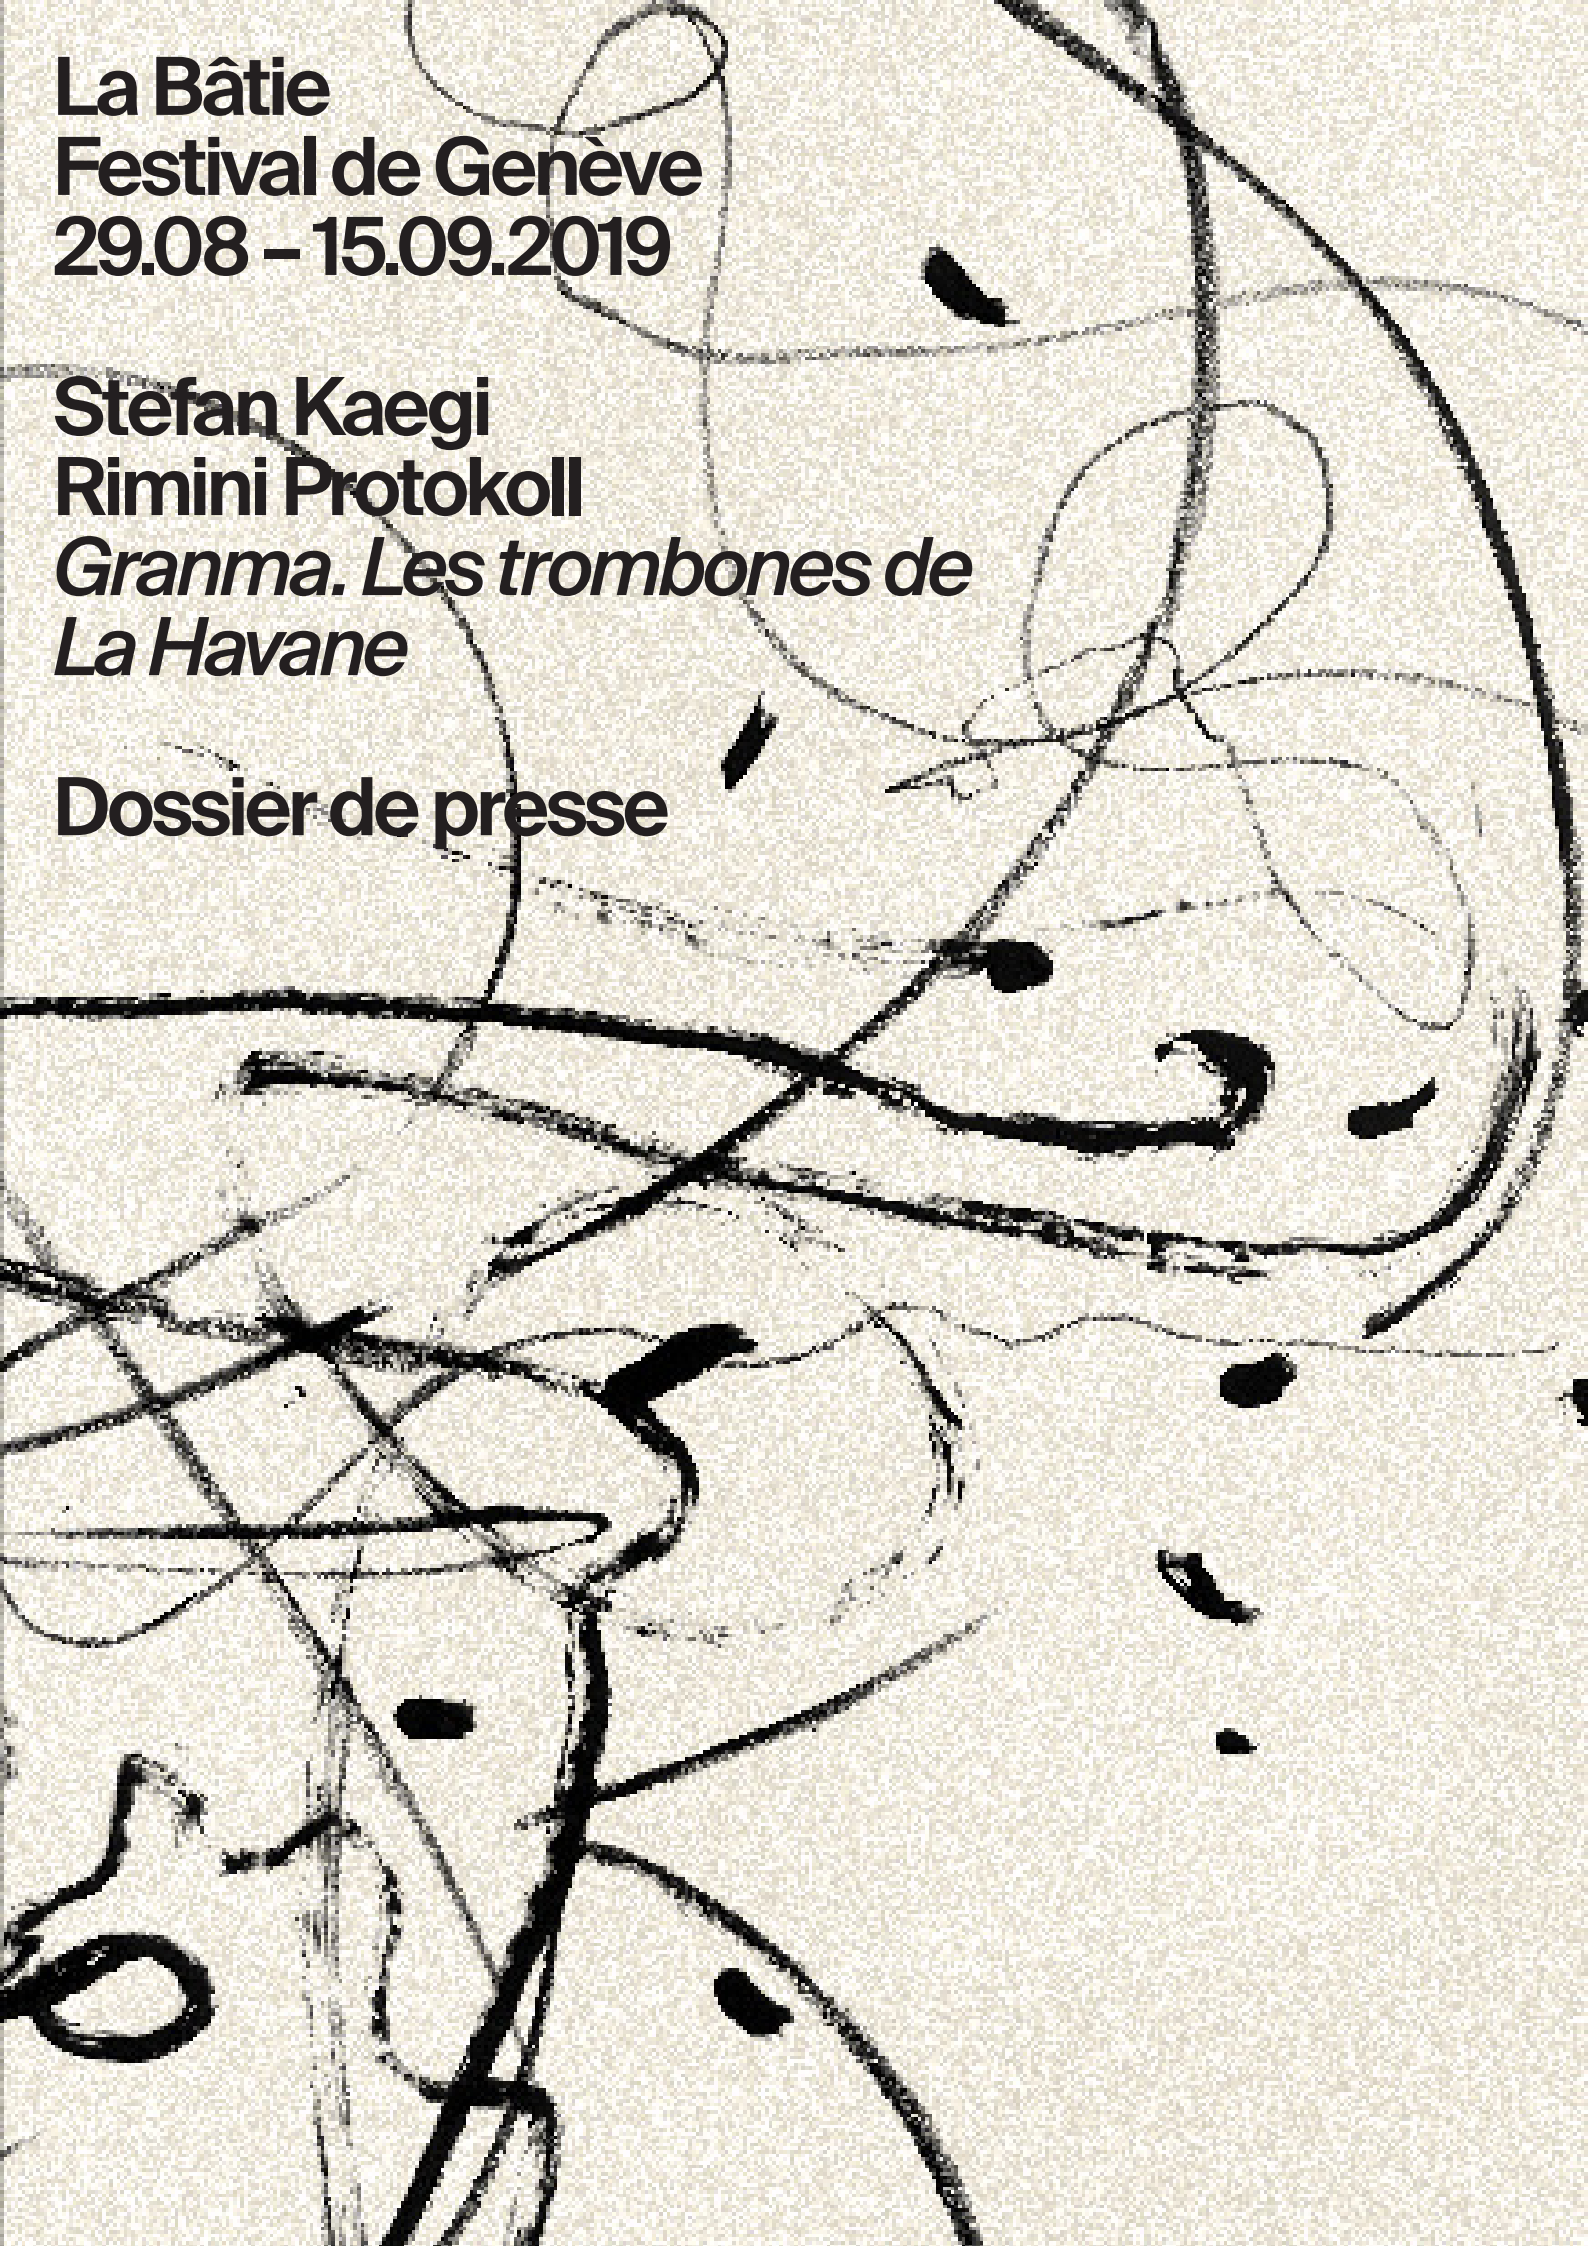 La Bâtie
Festival de Genève
29.08 – 15.09.2019
Stefan Kaegi
Rimini Protokoll
Granma. Les trombones de
La Havane
Dossier de presse